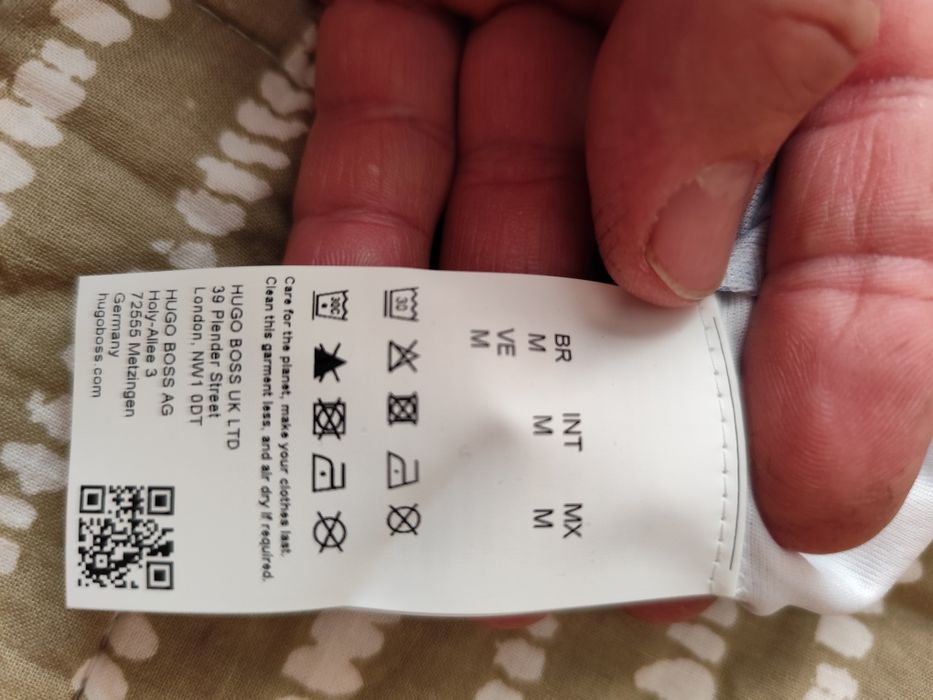 BR INT MX
M M M
VE
M
30
30C
Care for the planet, make your clothes last.
Clean this garment less, and air dry if required.
HUGO BOSS UK LTD
39 Plender Street
London, NW1 0DT
HUGO BOSS AG
Holy-Allee 3
72555 Metzingen
Germany
hugoboss.com